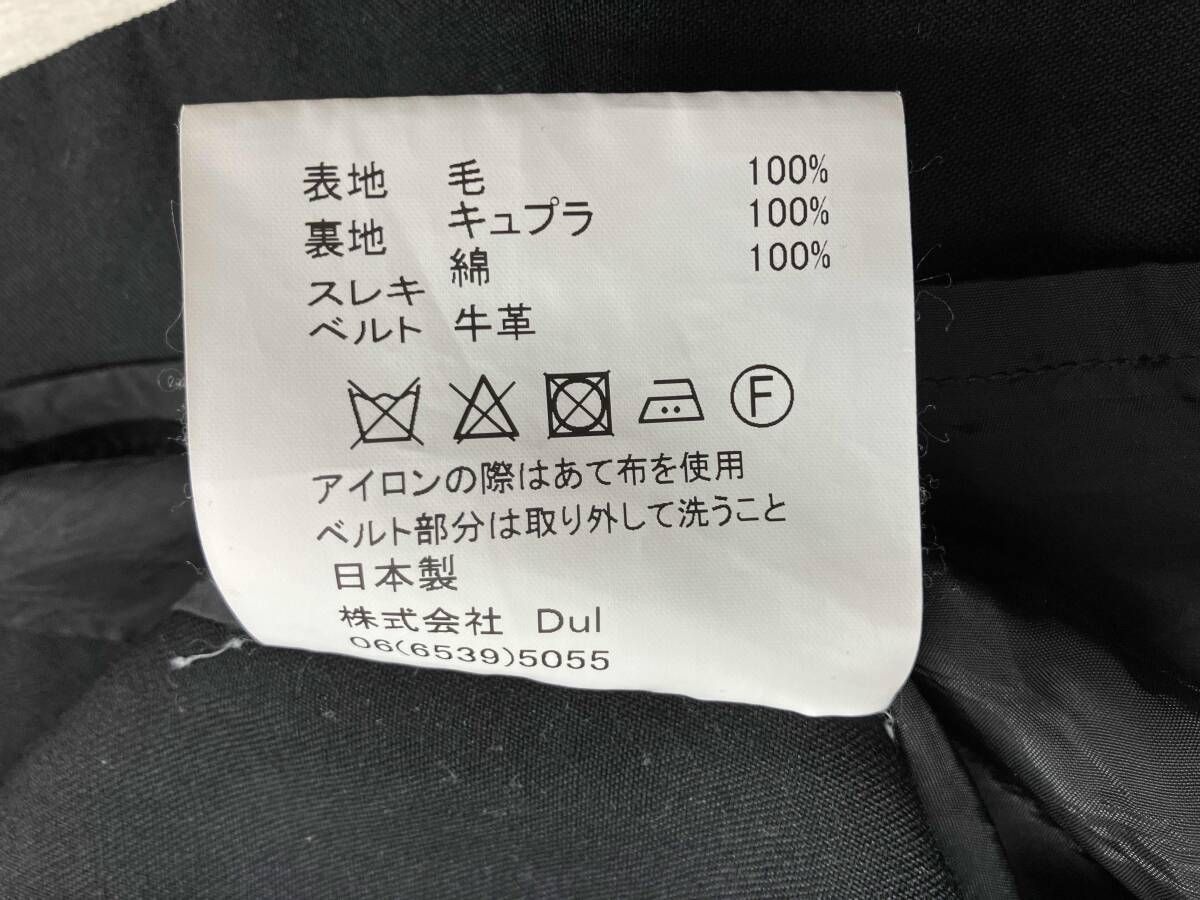 表地 毛 100%
裏地 キュプラ 100%
スレキ 綿 100%
ベルト 牛革
F
アイロンの際はあて布を使用
ベルト部分は取り外して洗うこと
日本製
株式会社 Dul
06(6539)5055